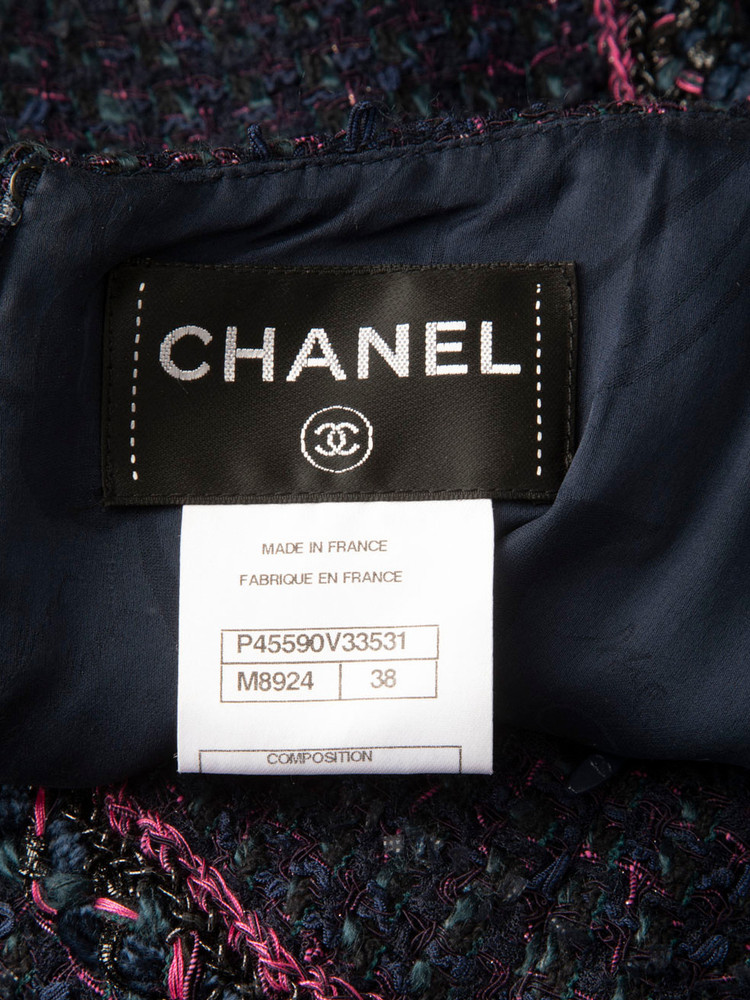 CHANEL
MADE IN FRANCE
FABRIQUE EN FRANCE
P45590V33531
M8924 38
COMPOSITION